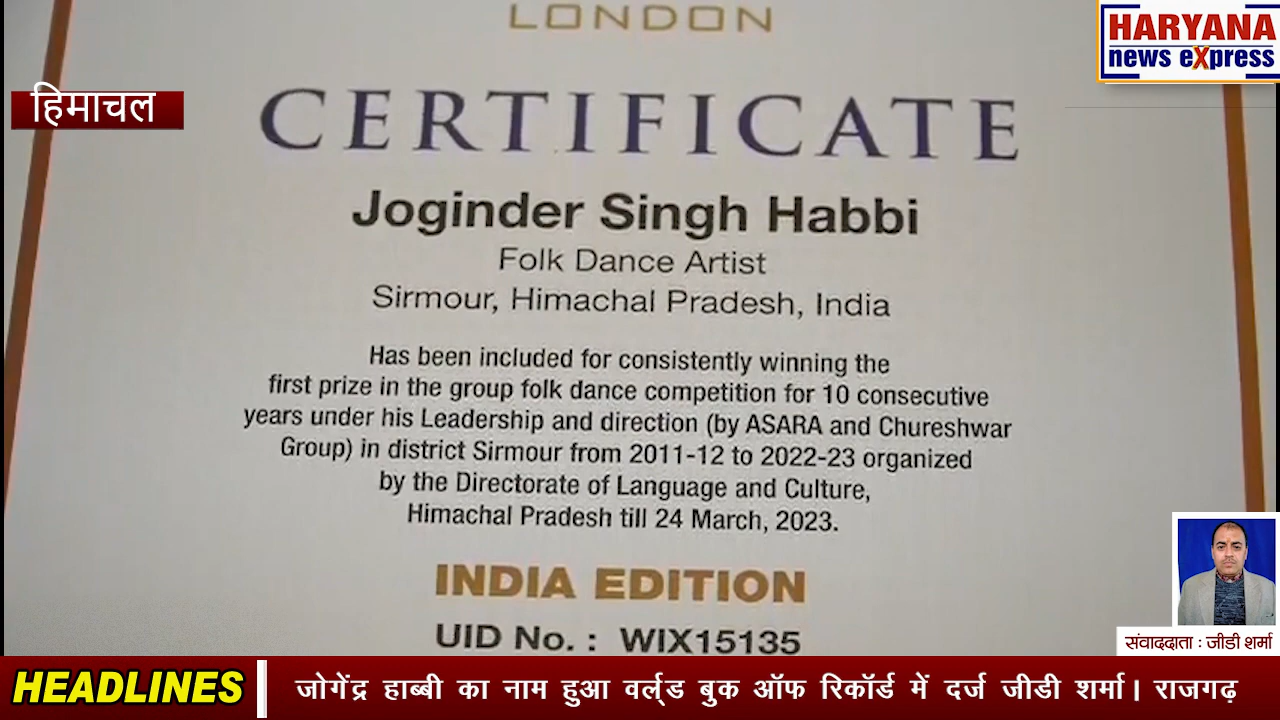 LONDON
HARYANA
news eXpress
हिमाचल
CERTIFICATE
Joginder Singh Habbi
Folk Dance Artist
Sirmour, Himachal Pradesh, India
Has been included for consistently winning the
first prize in the group folk dance competition for 10 consecutive
years under his Leadership and direction (by ASARA and Chureshwar
Group) in district Sirmour from 2011-12 to 2022-23 organized
by the Directorate of Language and Culture,
Himachal Pradesh till 24 March, 2023.
INDIA EDITION
UID No. : WIX15135
संवाददाता : जीडी शर्मा
HEADLINES
जोगेंद्र हाब्बी का नाम हुआ वर्ल्ड बुक ऑफ रिकॉर्ड में दर्ज जीडी शर्मा। राजगढ़